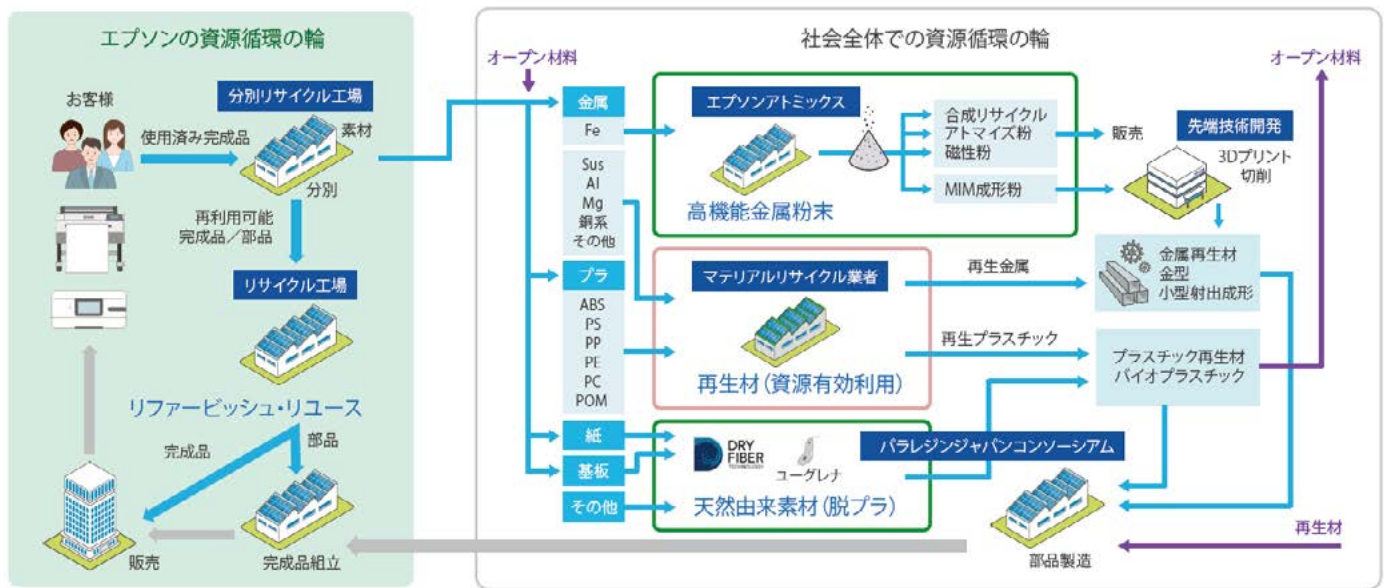 エプソンの資源循環の輪
お客様
使用済み完成品
分別リサイクル工場
素材
分別
再利用可能
完成品／部品
リサイクル工場
リファービッシュ・リユース
完成品
部品
販売
完成品組立
社会全体での資源循環の輪
オープン材料
金属
Fe
Sus
Al
Mg
銅系
その他
プラ
ABS
PS
PP
PE
PC
POM
紙
基板
その他
エプソンアトミックス
高機能金属粉末
合成リサイクル
アトマイズ粉
磁性粉
MIM成形粉
販売
先端技術開発
3Dプリント
切削
マテリアルリサイクル業者
再生材（資源有効利用）
再生金属
再生プラスチック
金属再生材
金型
小型射出成形
プラスチック再生材
バイオプラスチック
オープン材料
DRY
FIBER
TECHNOLOGY
ユーグレナ
パラレジンジャパンコンソーシアム
天然由来素材（脱プラ）
部品製造
再生材